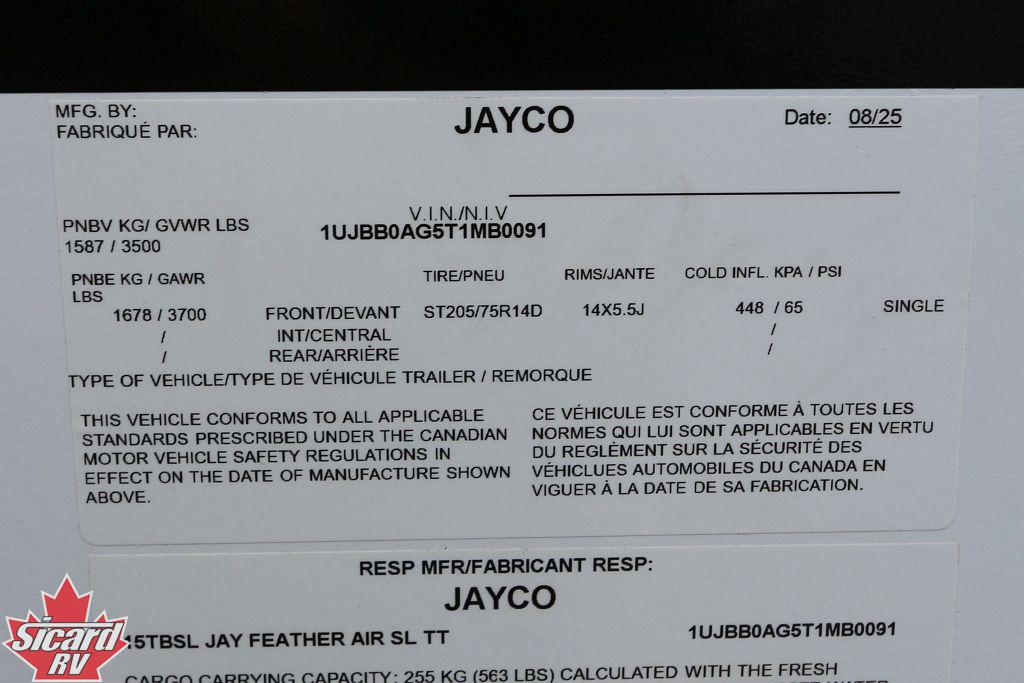 MFG. BY:
FABRIQUÉ PAR:
JAYCO
Date: 08/25
V.I.N./N.I.V
PNBV KG/ GVWR LBS
1587 / 3500
1UJBB0AG5T1MB0091
PNBE KG / GAWR
LBS
TIRE/PNEU RIMS/JANTE COLD INFL. KPA / PSI
1678 / 3700 FRONT/DEVANT ST205/75R14D 14X5.5J 448 / 65 SINGLE
/ INT/CENTRAL /
/ REAR/ARRIÈRE /
TYPE OF VEHICLE/TYPE DE VÉHICULE TRAILER / REMORQUE
THIS VEHICLE CONFORMS TO ALL APPLICABLE
STANDARDS PRESCRIBED UNDER THE CANADIAN
MOTOR VEHICLE SAFETY REGULATIONS IN
EFFECT ON THE DATE OF MANUFACTURE SHOWN
ABOVE.
CE VÉHICULE EST CONFORME À TOUTES LES
NORMES QUI LUI SONT APPLICABLES EN VERTU
DU REGLÈMENT SUR LA SÉCURITÉ DES
VÉHICLUES AUTOMOBILES DU CANADA EN
VIGUER À LA DATE DE SA FABRICATION.
RESP MFR/FABRICANT RESP:
JAYCO
15TBSL JAY FEATHER AIR SL TT 1UJBB0AG5T1MB0091
CARGO CARRYING CAPACITY: 255 KG (563 LBS) CALCULATED WITH THE FRESH
Sicard
RV